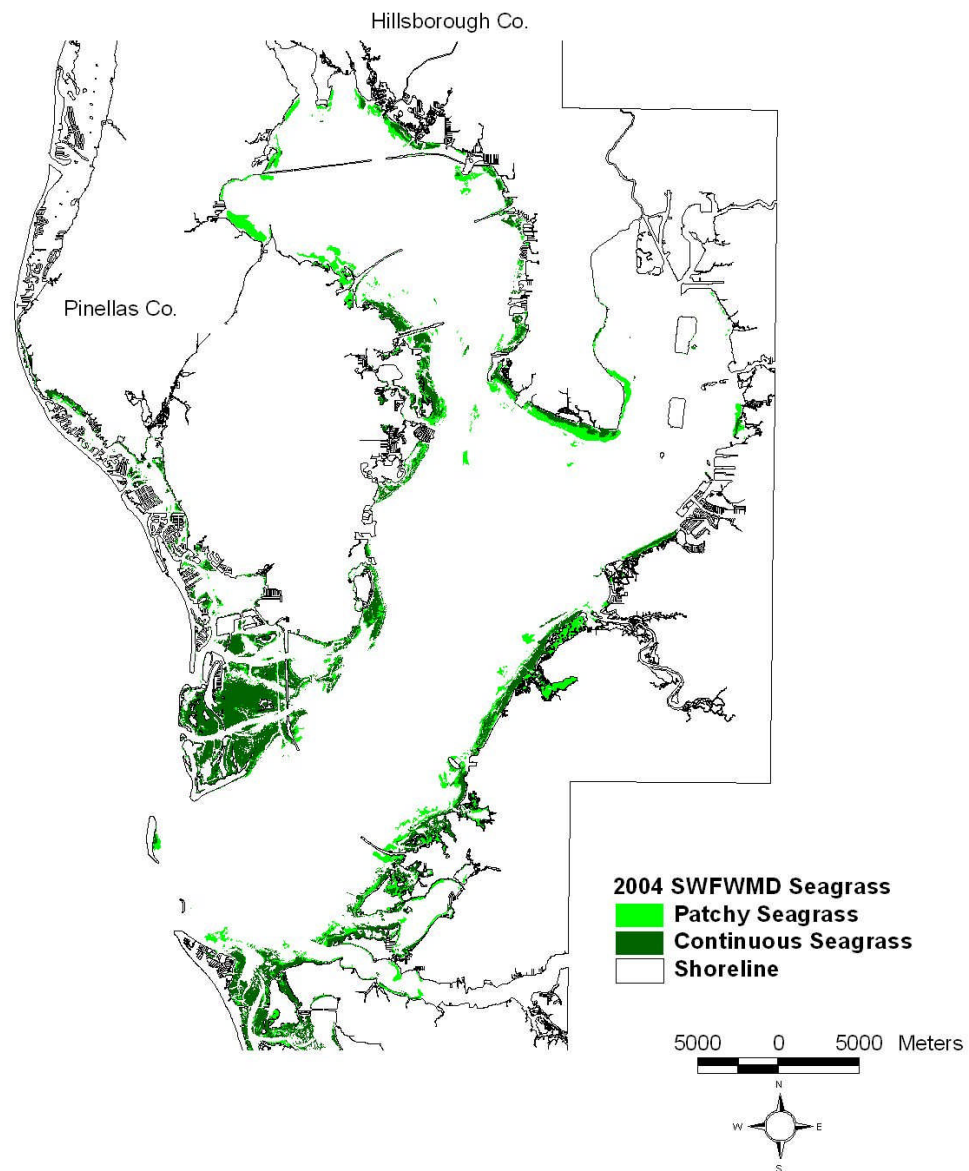 Hillsborough Co.
Pinellas Co.
2004 SWFWMD Seagrass
Patchy Seagrass
Continuous Seagrass
Shoreline
5000 0 5000 Meters
N
W E
S